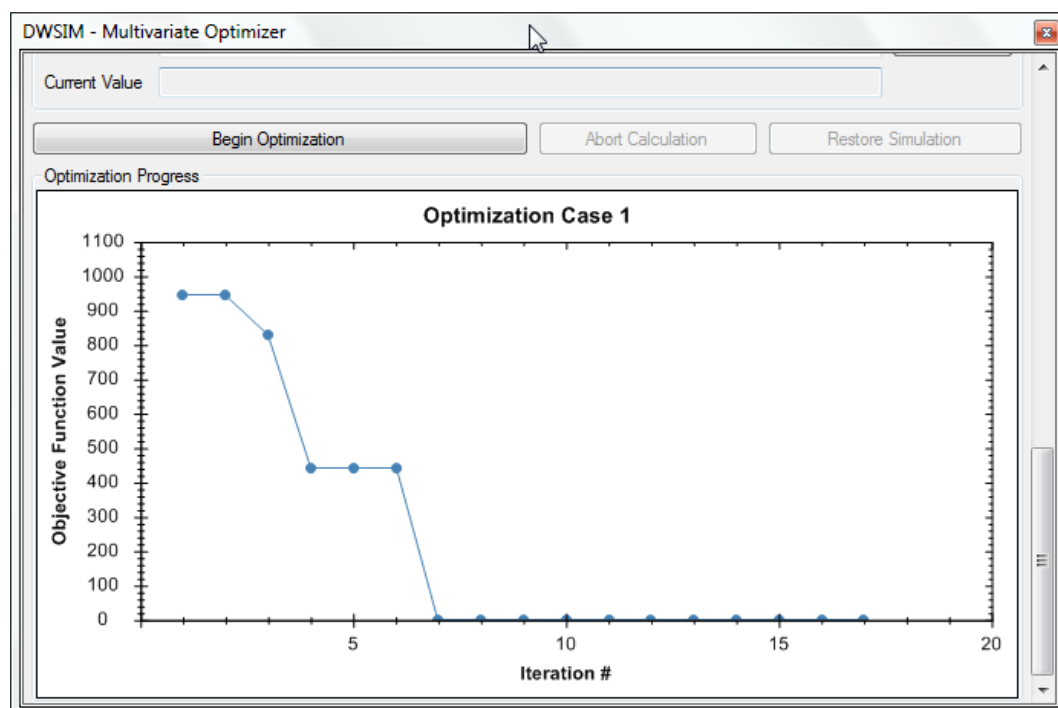 DWSIM - Multivariate Optimizer
Current Value
Begin Optimization
Abort Calculation
Restore Simulation
Optimization Progress
Optimization Case 1
Objective Function Value
1100
1000
900
800
700
600
500
400
300
200
100
0
5
10
15
20
Iteration #